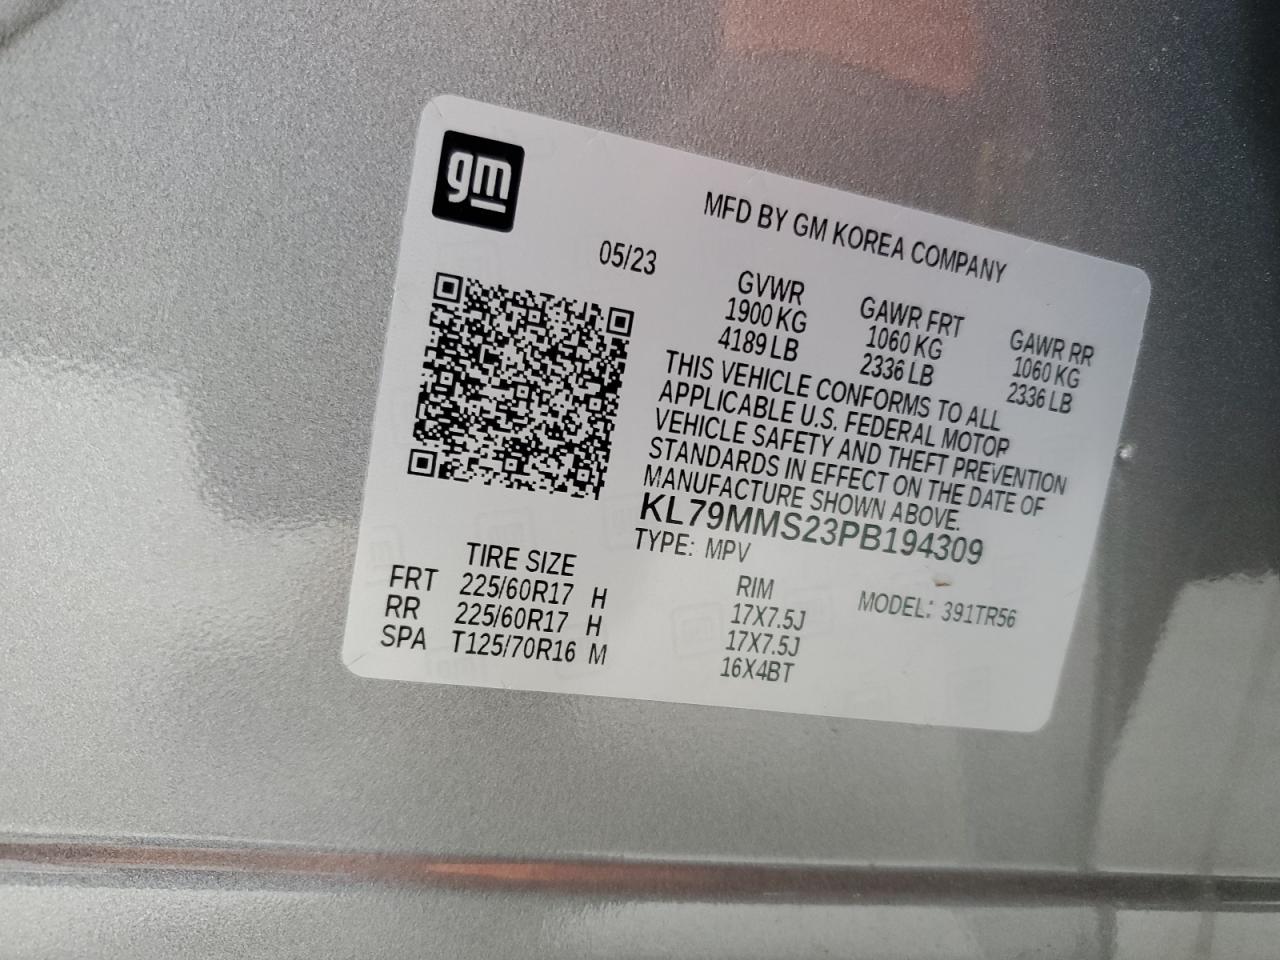 gm
MFD BY GM KOREA COMPANY
05/23
GVWR GAWR FRT GAWR RR
1900 KG 1060 KG 1060 KG
4189 LB 2336 LB 2336 LB
THIS VEHICLE CONFORMS TO ALL
APPLICABLE U.S. FEDERAL MOTOR
VEHICLE SAFETY AND THEFT PREVENTION
STANDARDS IN EFFECT ON THE DATE OF
MANUFACTURE SHOWN ABOVE.
KL79MMS23PB194309
TYPE: MPV
MODEL: 391TR56
TIRE SIZE RIM
FRT 225/60R17 H 17X7.5J
RR 225/60R17 H 17X7.5J
SPA T125/70R16 M 16X4BT